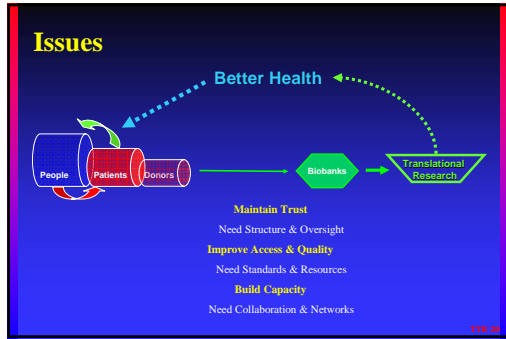 Issues
Better Health
People
Patients
Donors
Biobanks
Translational
Research
Maintain Trust
Need Structure & Oversight
Improve Access & Quality
Need Standards & Resources
Build Capacity
Need Collaboration & Networks